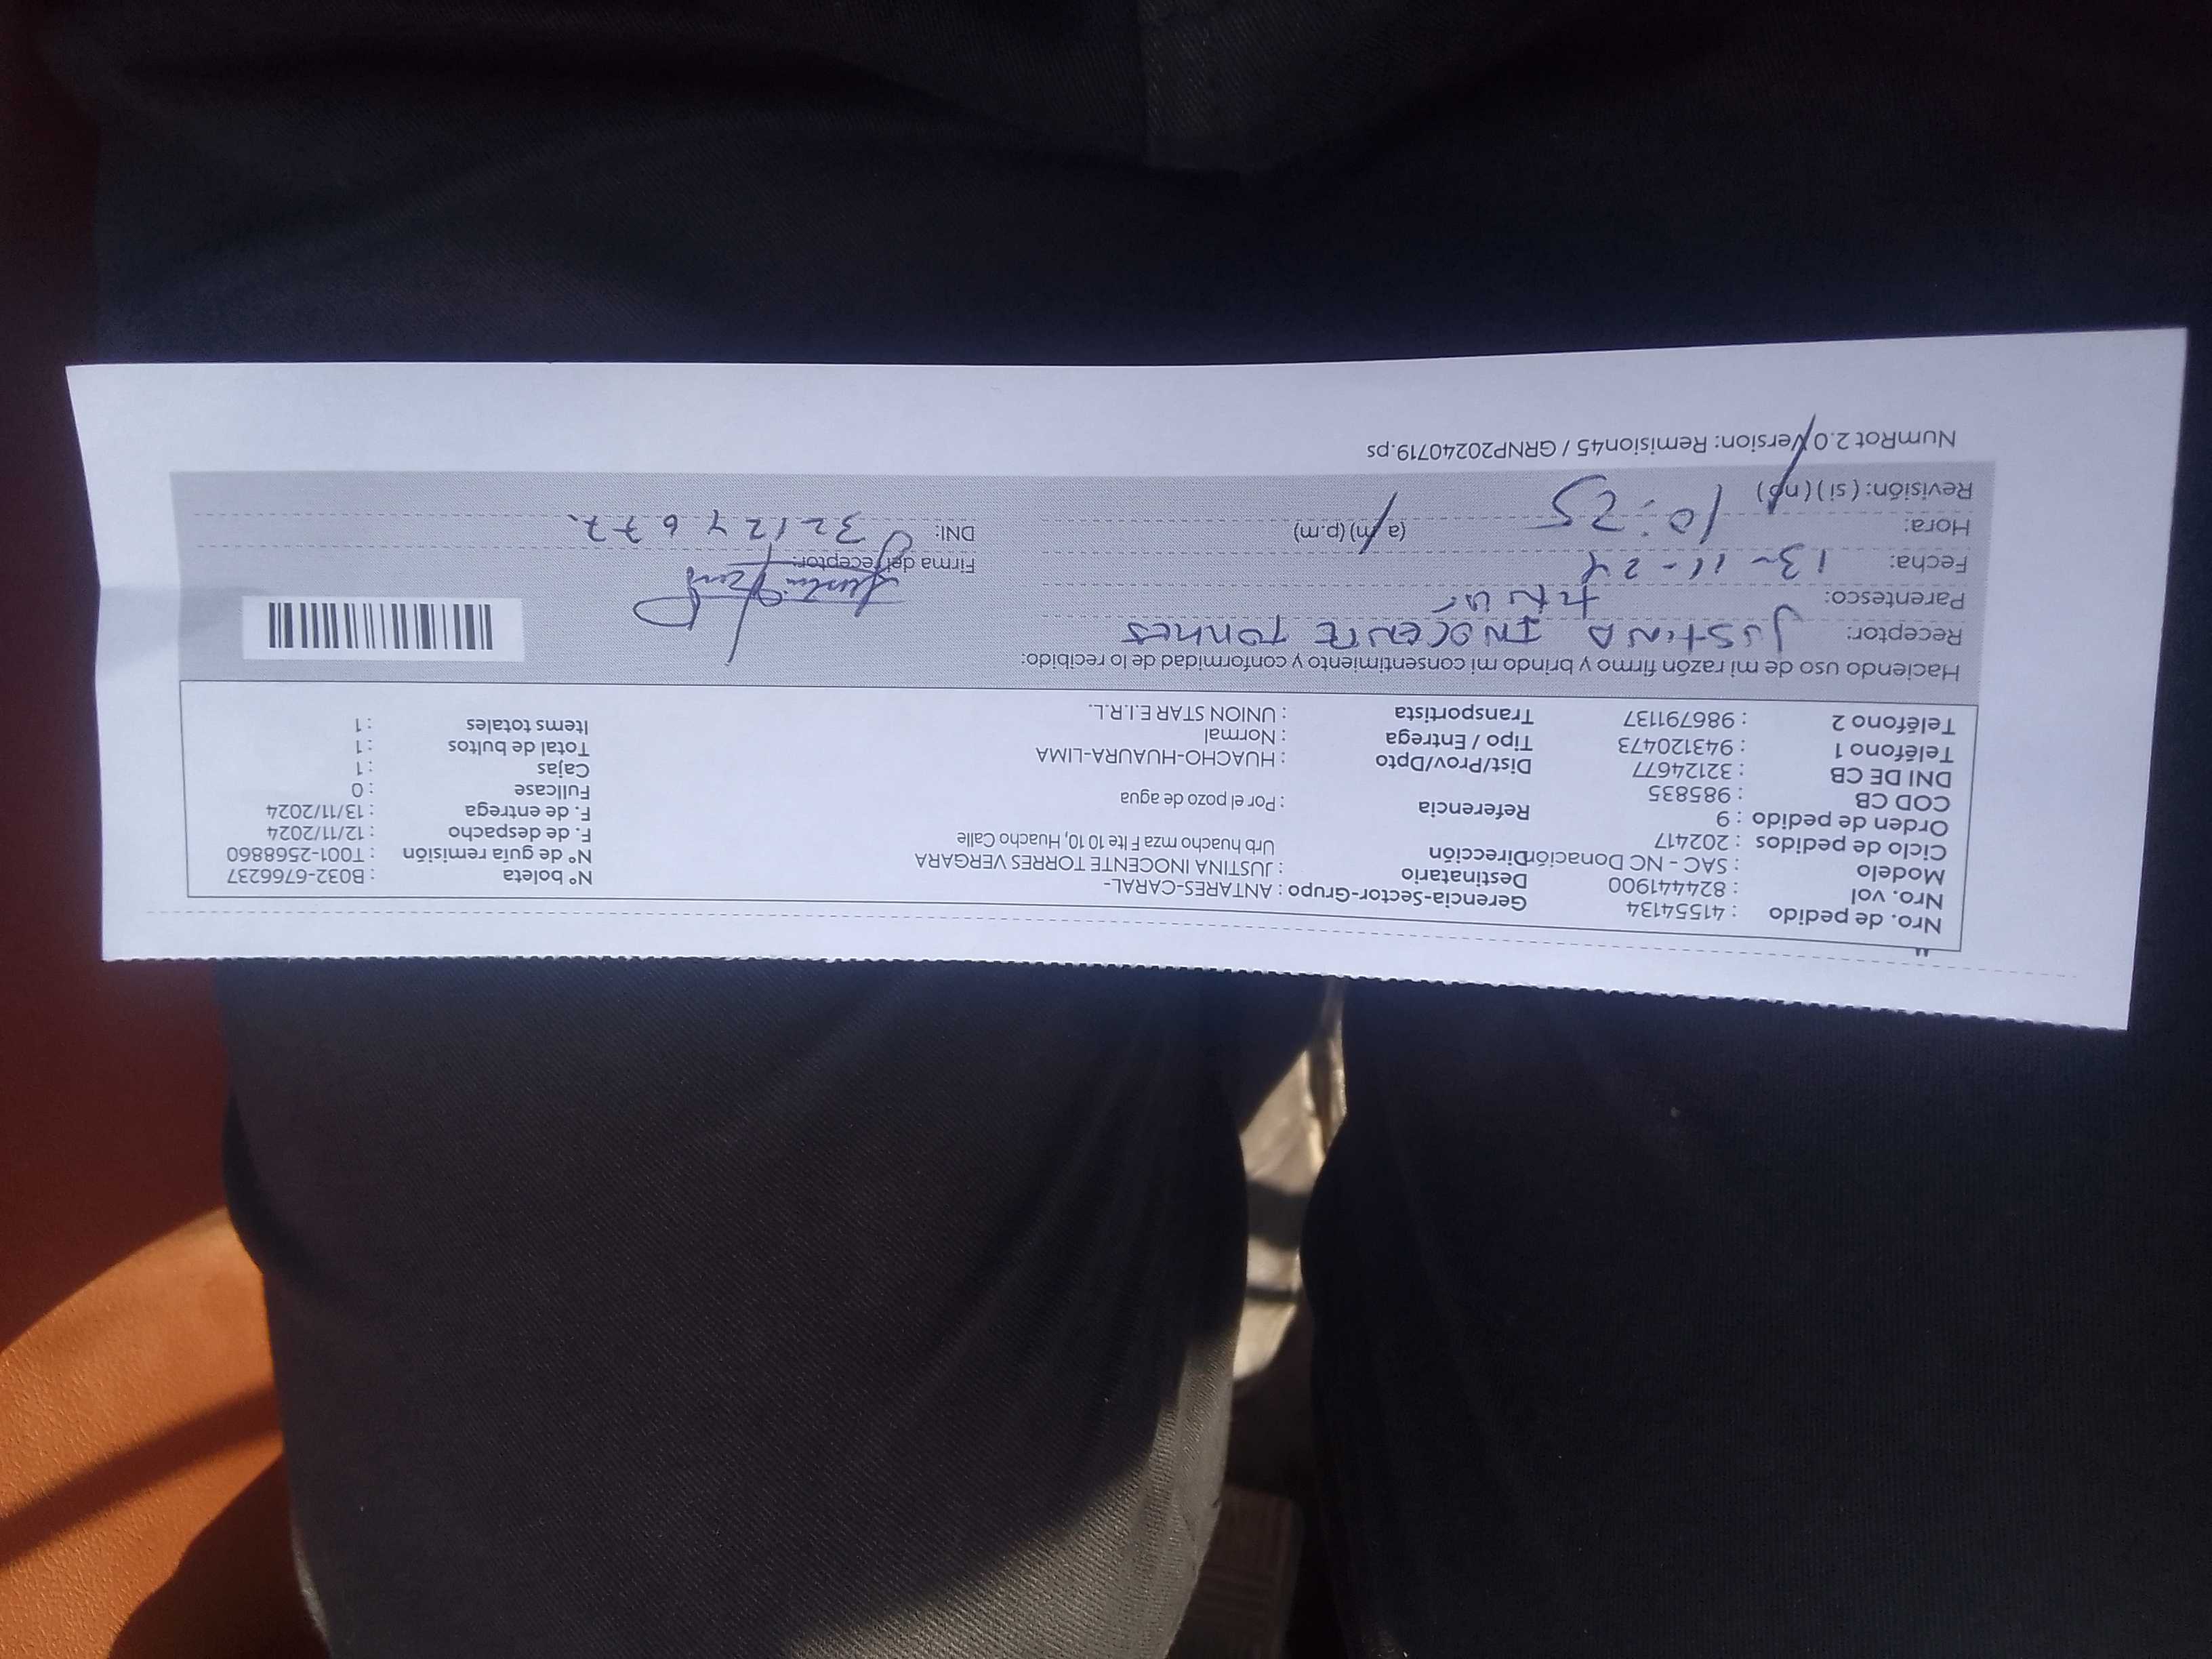 Nro. de pedido : 41554134 Gerencia-Sector-Grupo : ANTARES-CARAL- N° boleta : B032-6766237
Nro. vol : 824441900 Destinatario : JUSTINA INOCENTE TORRES VERGARA N° de guía remisión : T001-2568860
Modelo : SAC - NC Donación Dirección Urb huacho mza F lte 10 10, Huacho Calle F. de despacho : 12/11/2024
Ciclo de pedidos : 202417 F. de entrega : 13/11/2024
Orden de pedido : 9 Referencia : Por el pozo de agua Fullcase : 0
COD CB : 985835 Cajas : 1
DNI DE CB : 32124677 Dist/Prov/Dpto : HUACHO-HUAURA-LIMA Total de bultos : 1
Teléfono 1 : 943120473 Tipo / Entrega : Normal Items totales : 1
Teléfono 2 : 986791137 Transportista : UNION STAR E.I.R.L.
Haciendo uso de mi razón firmo y brindo mi consentimiento y conformidad de lo recibido:
Receptor: JUSTINA INOCENTE TORRES
Parentesco:
Fecha: 13-11-24 Firma del receptor:
Hora: 10:25 (a.m) (p.m) DNI: 32124677
Revisión: (si) (no)
NumRot 2.0 Version: Remision45 / GRNP20240719.ps